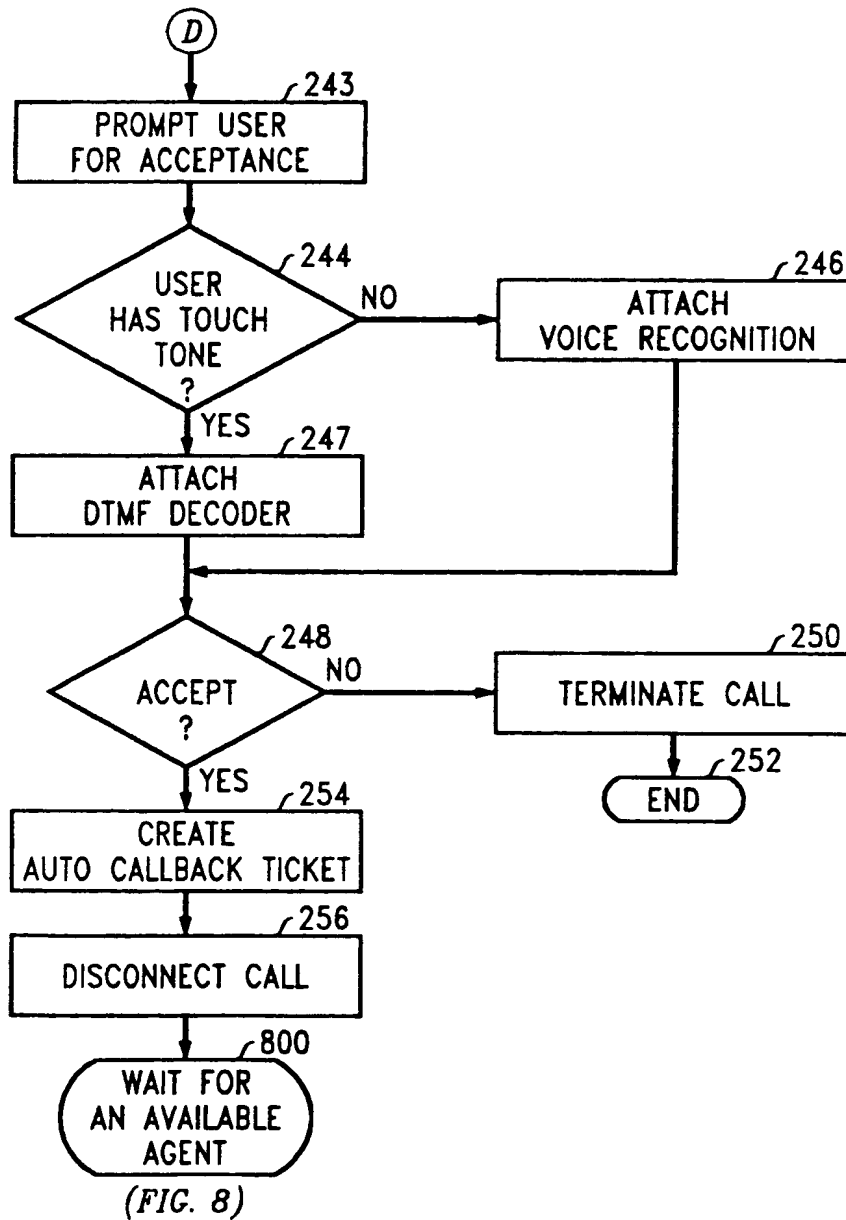 D
243
PROMPT USER
FOR ACCEPTANCE
244
USER
HAS TOUCH
TONE
?
NO
246
ATTACH
VOICE RECOGNITION
YES
247
ATTACH
DTMF DECODER
248
ACCEPT
?
NO
250
TERMINATE CALL
252
END
YES
254
CREATE
AUTO CALLBACK TICKET
256
DISCONNECT CALL
800
WAIT FOR
AN AVAILABLE
AGENT
(FIG. 8)